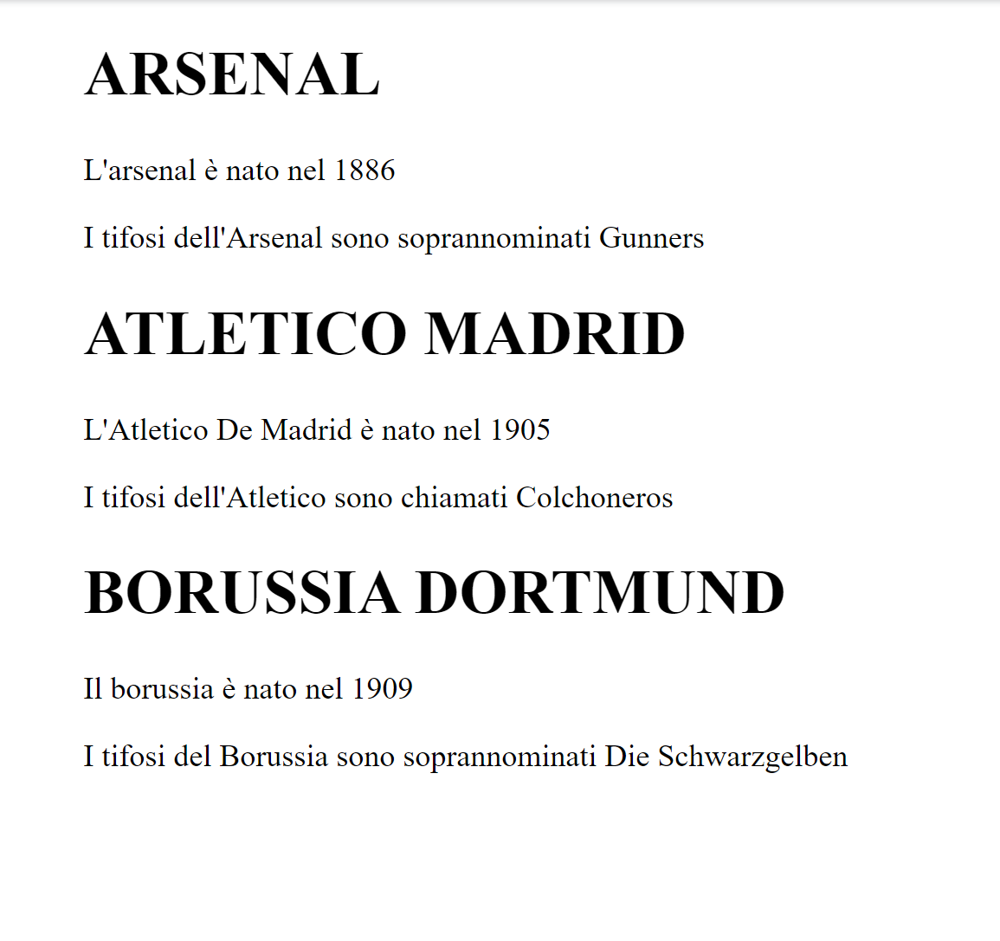 ARSENAL
L'arsenal è nato nel 1886
I tifosi dell'Arsenal sono soprannominati Gunners
ATLETICO MADRID
L'Atletico De Madrid è nato nel 1905
I tifosi dell'Atletico sono chiamati Colchoneros
BORUSSIA DORTMUND
Il borussia è nato nel 1909
I tifosi del Borussia sono soprannominati Die Schwarzgelben